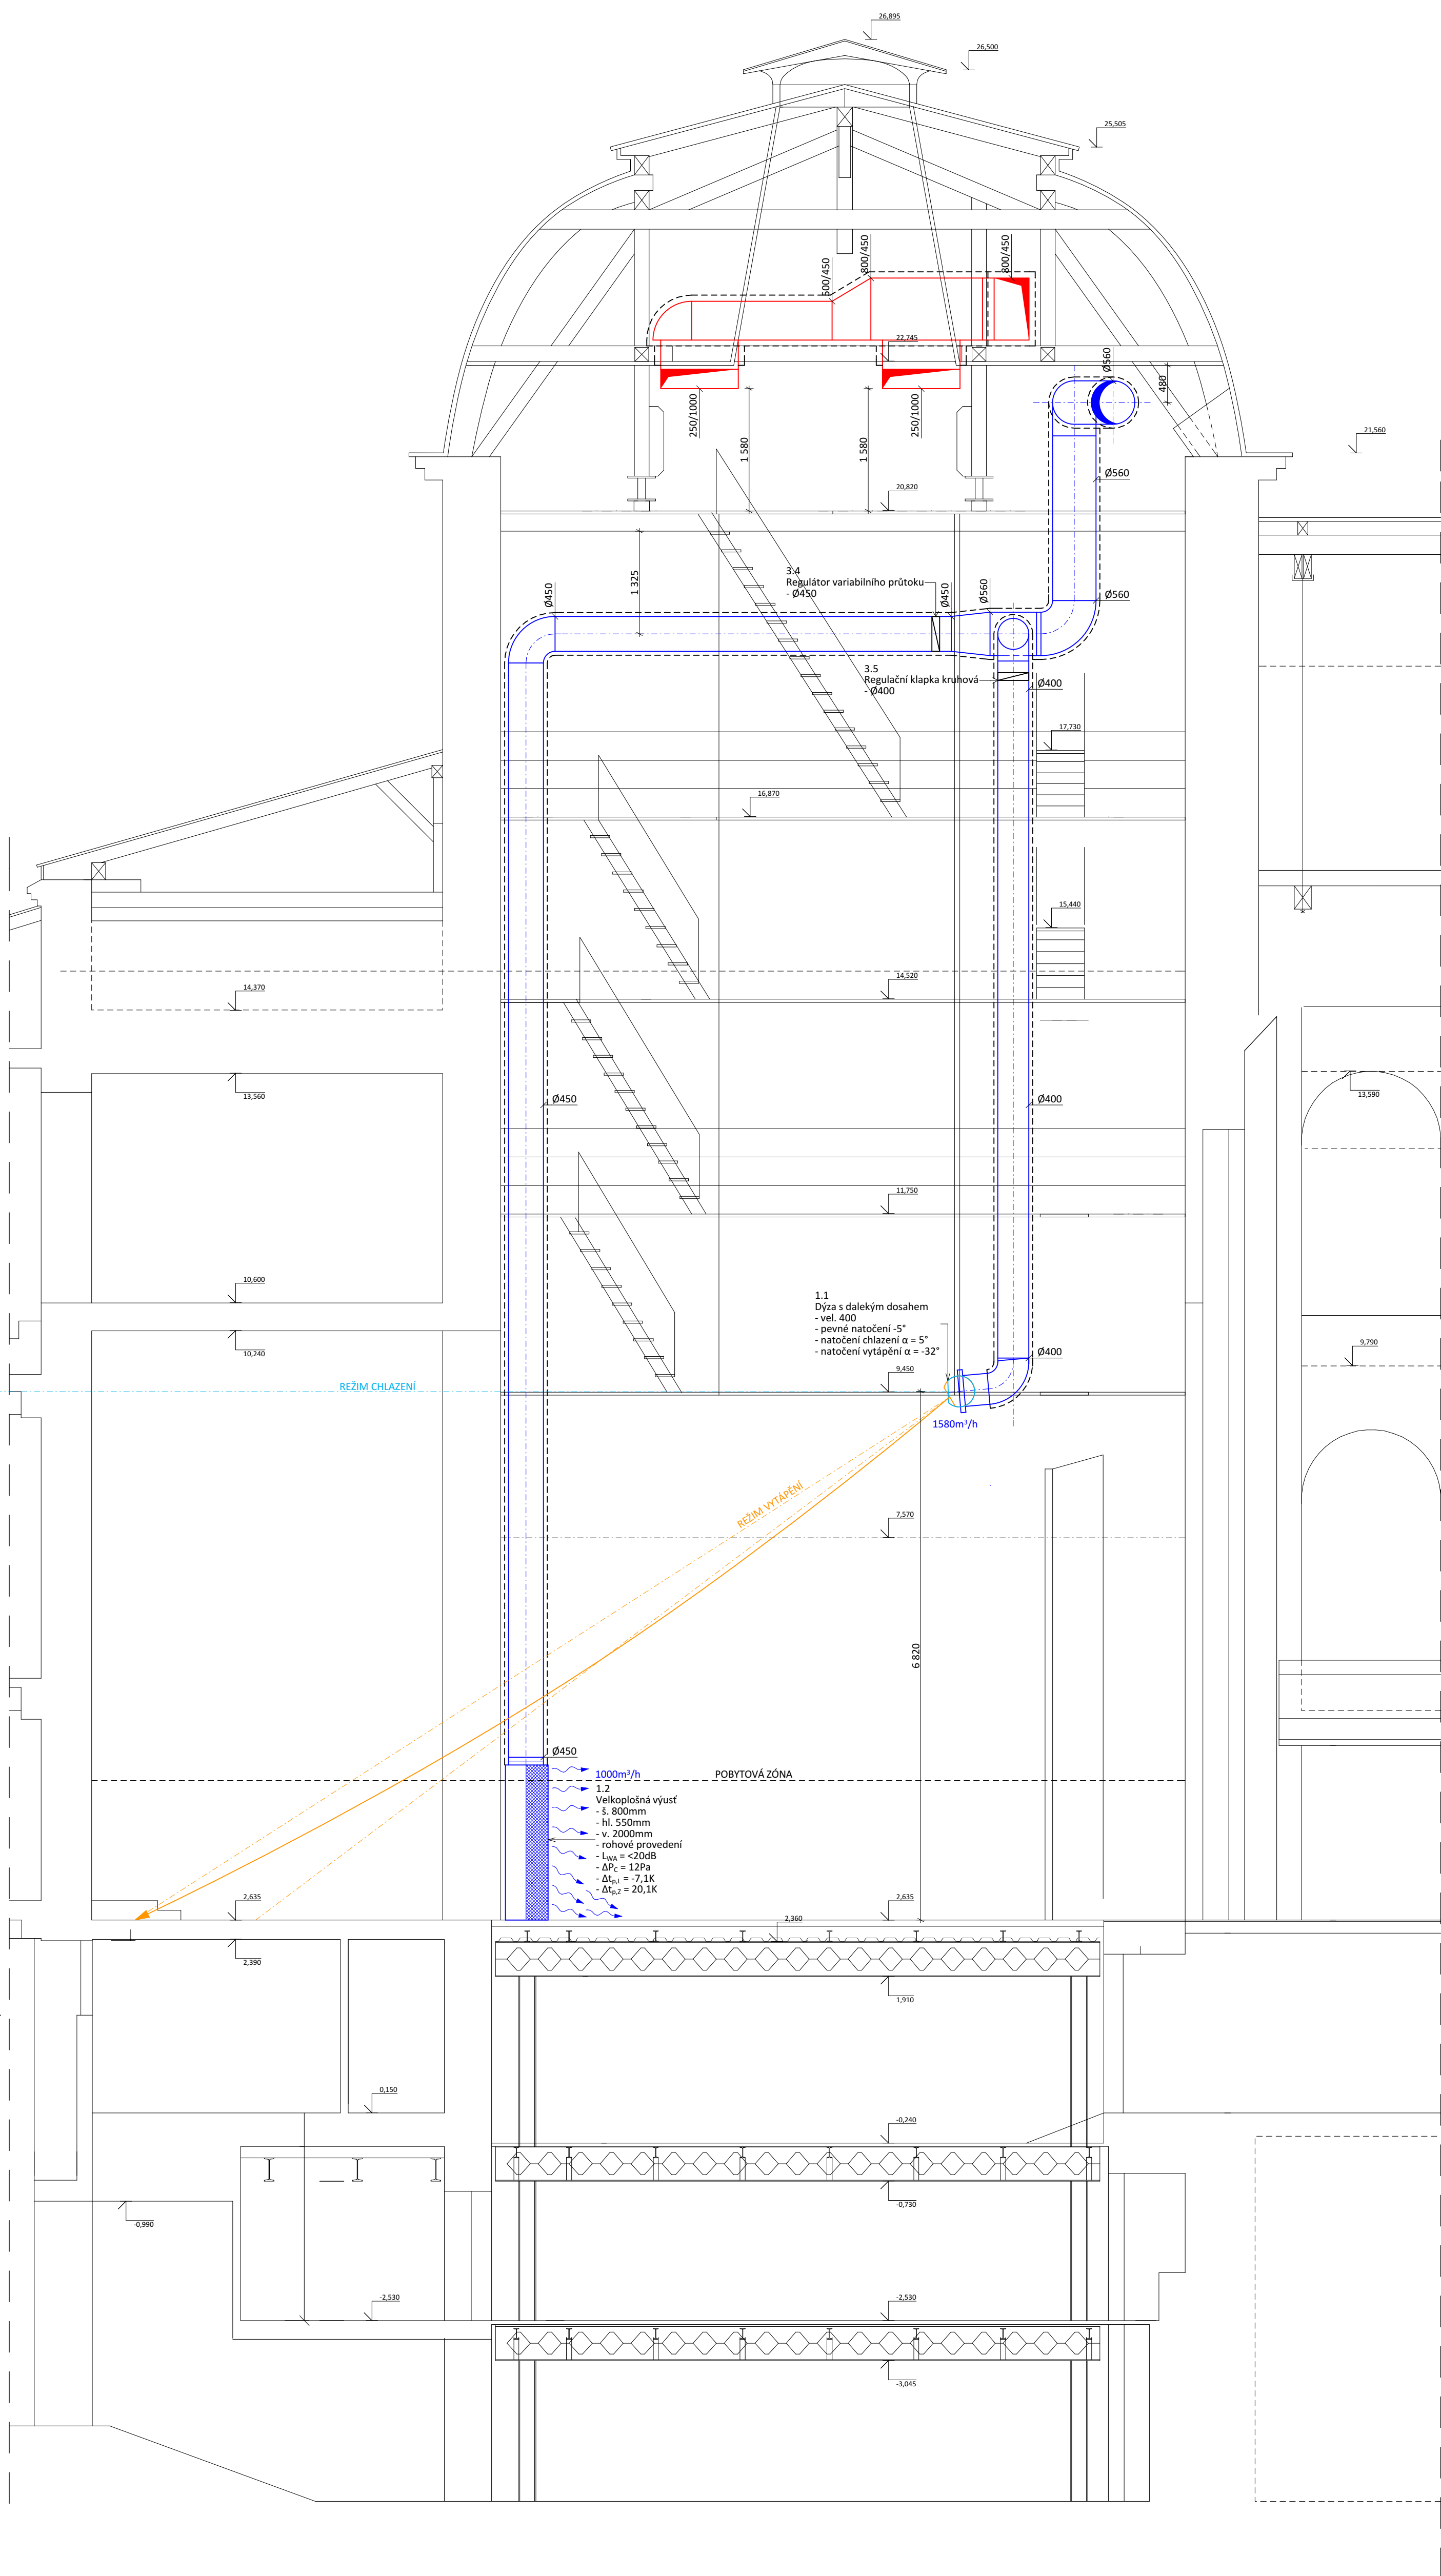 26,895
26,500
25,505
600/450
800/450
800/450
22,745
Ø560
480
250/1000
1 580
250/1000
1 580
21,560
Ø560
20,820
1 325
3.4
Regulátor variabilního průtoku
- Ø450
Ø450
Ø450
Ø560
Ø560
3.5
Regulační klapka kruhová
- Ø400
Ø400
17,730
16,870
15,440
14,520
14,370
13,560
13,590
Ø450
Ø400
11,750
10,600
10,240
1.1
Dýza s dalekým dosahem
- vel. 400
- pevné natočení -5°
- natočení chlazení α = 5°
- natočení vytápění α = -32°
Ø400
9,790
9,450
REŽIM CHLAZENÍ
1580m³/h
REŽIM VYTÁPĚNÍ
7,570
6 820
Ø450
1000m³/h
POBYTOVÁ ZÓNA
1.2
Velkoplošná výusť
- š. 800mm
- hl. 550mm
- v. 2000mm
- rohové provedení
- LWA = <20dB
- ΔPC = 12Pa
- Δtp,L = -7,1K
- Δtp,Z = 20,1K
2,635
2,635
2,360
2,390
1,910
0,150
-0,240
-0,730
-0,990
-2,530
-2,530
-3,045